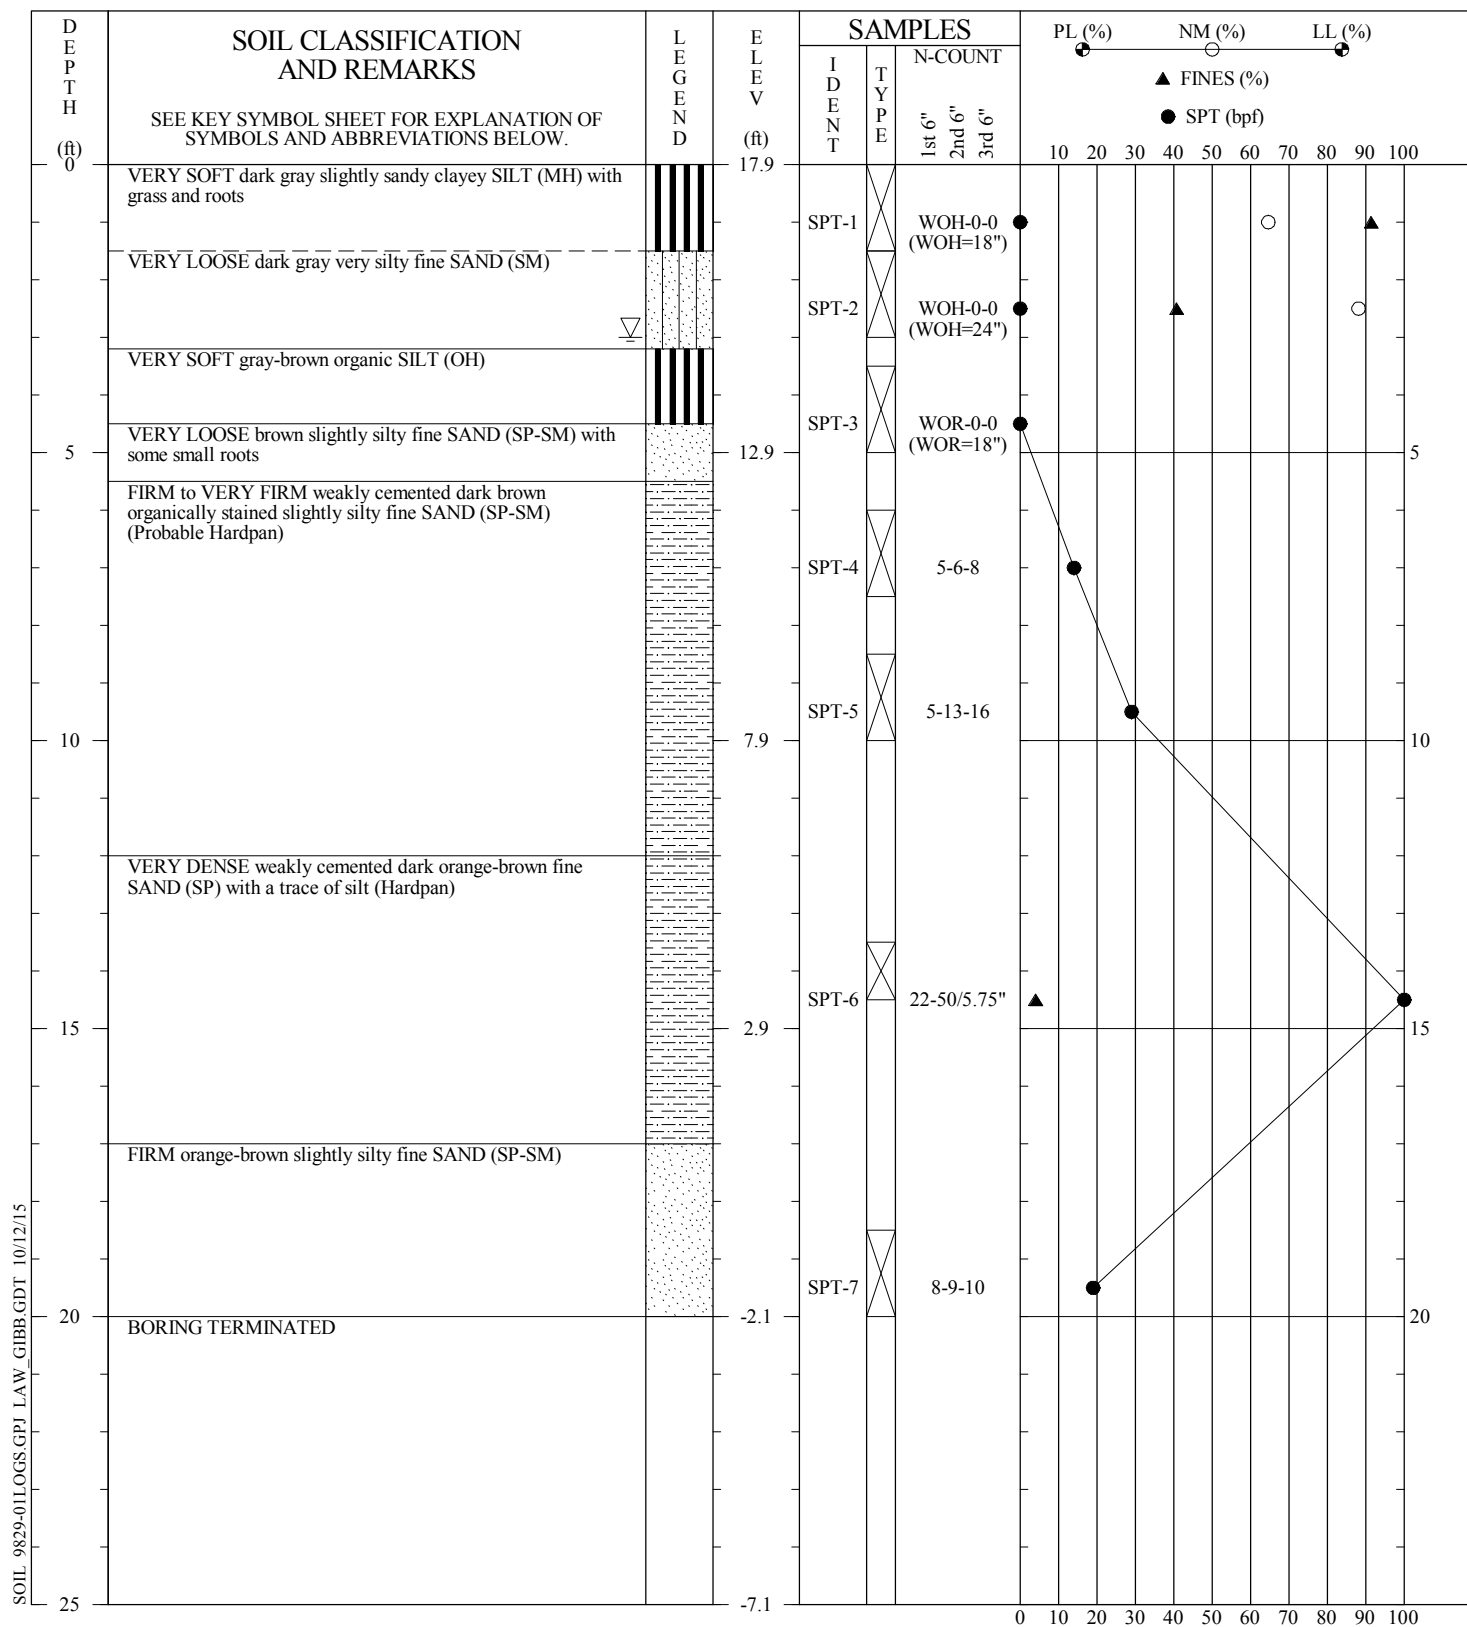 DEPTH
(ft)
SOIL CLASSIFICATION
AND REMARKS
SEE KEY SYMBOL SHEET FOR EXPLANATION OF
SYMBOLS AND ABBREVIATIONS BELOW.
LEGEND
ELEV
(ft)
SAMPLES
IDENT
TYPE
N-COUNT
1st 6"
2nd 6"
3rd 6"
PL (%) NM (%) LL (%)
FINES (%)
SPT (bpf)
10 20 30 40 50 60 70 80 90 100
0
17.9
VERY SOFT dark gray slightly sandy clayey SILT (MH) with
grass and roots
SPT-1 WOH-0-0
(WOH=18")
VERY LOOSE dark gray very silty fine SAND (SM)
SPT-2 WOH-0-0
(WOH=24")
VERY SOFT gray-brown organic SILT (OH)
SPT-3 WOR-0-0
(WOR=18")
VERY LOOSE brown slightly silty fine SAND (SP-SM) with
some small roots
5 12.9 5
FIRM to VERY FIRM weakly cemented dark brown
organically stained slightly silty fine SAND (SP-SM)
(Probable Hardpan)
SPT-4 5-6-8
SPT-5 5-13-16
10 7.9 10
VERY DENSE weakly cemented dark orange-brown fine
SAND (SP) with a trace of silt (Hardpan)
SPT-6 22-50/5.75"
15 2.9 15
FIRM orange-brown slightly silty fine SAND (SP-SM)
SPT-7 8-9-10
20 -2.1 20
BORING TERMINATED
25 -7.1
0 10 20 30 40 50 60 70 80 90 100
SOIL 9829-01LOGS.GPJ LAW_GIBB.GDT 10/12/15